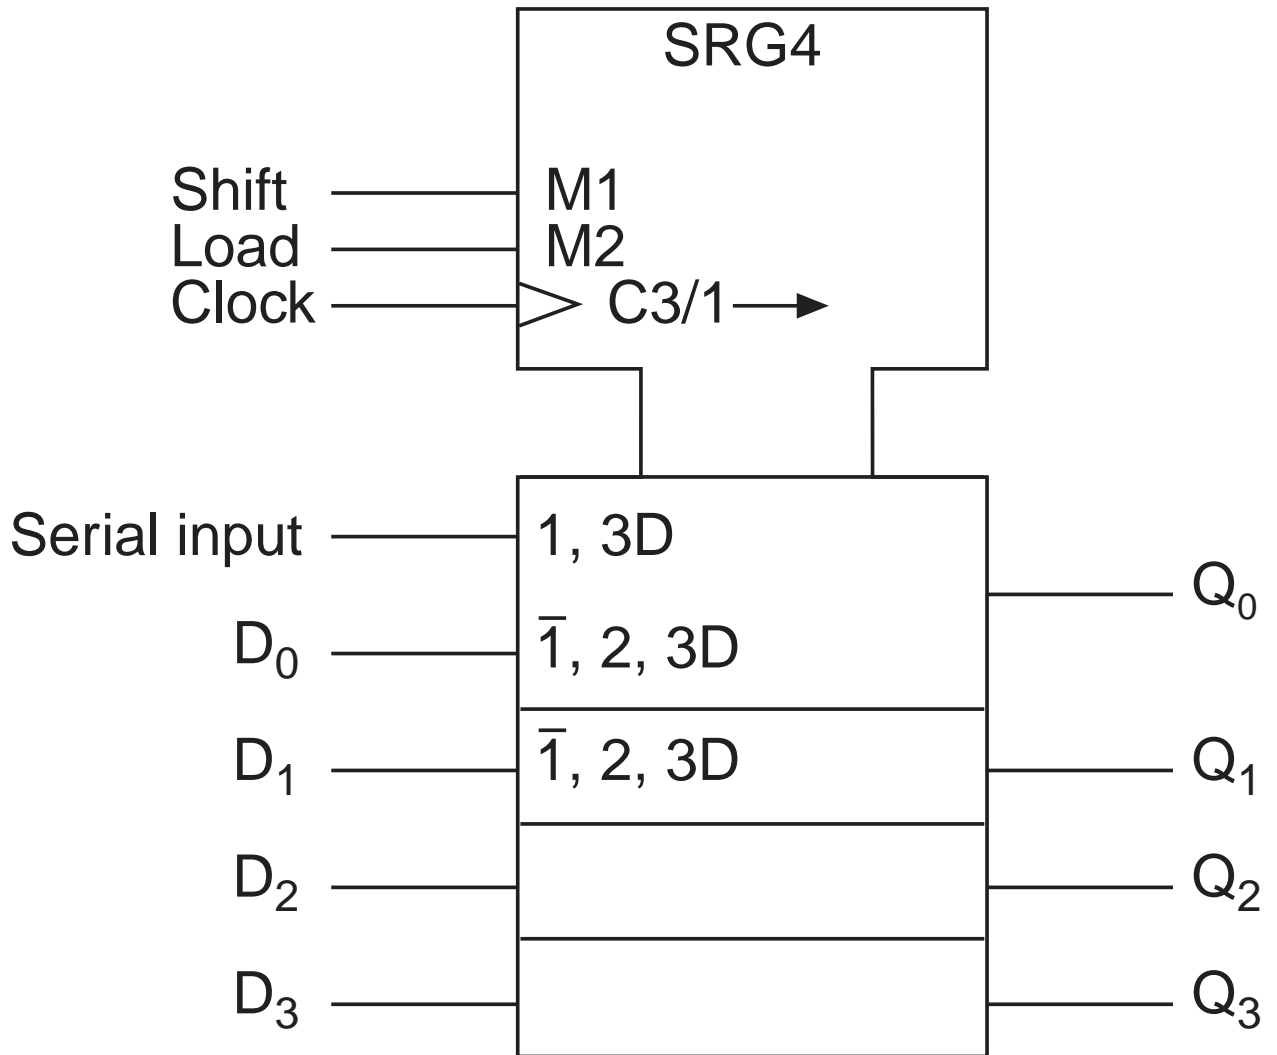 SRG4
Shift M1
Load M2
Clock C3/1
Serial input 1, 3D
Q₀
D₀ 1̅, 2, 3D
D₁ 1̅, 2, 3D Q₁
D₂ Q₂
D₃ Q₃